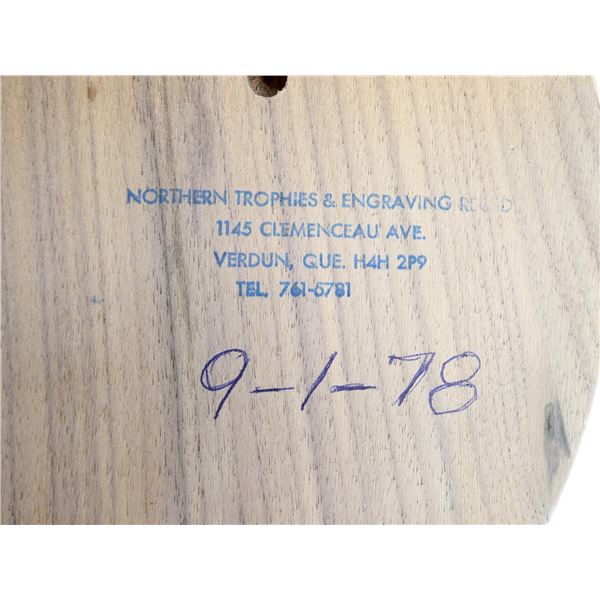 NORTHERN TROPHIES & ENGRAVING
1145 CLEMENCEAU AVE.
VERDUN, QUE. H4H 2P9
TEL. 761-5781
9-1-78